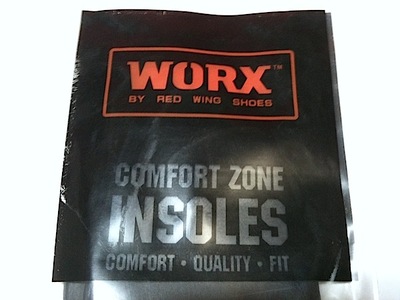 WORX™
BY RED WING SHOES
COMFORT ZONE
INSOLES
COMFORT • QUALITY • FIT